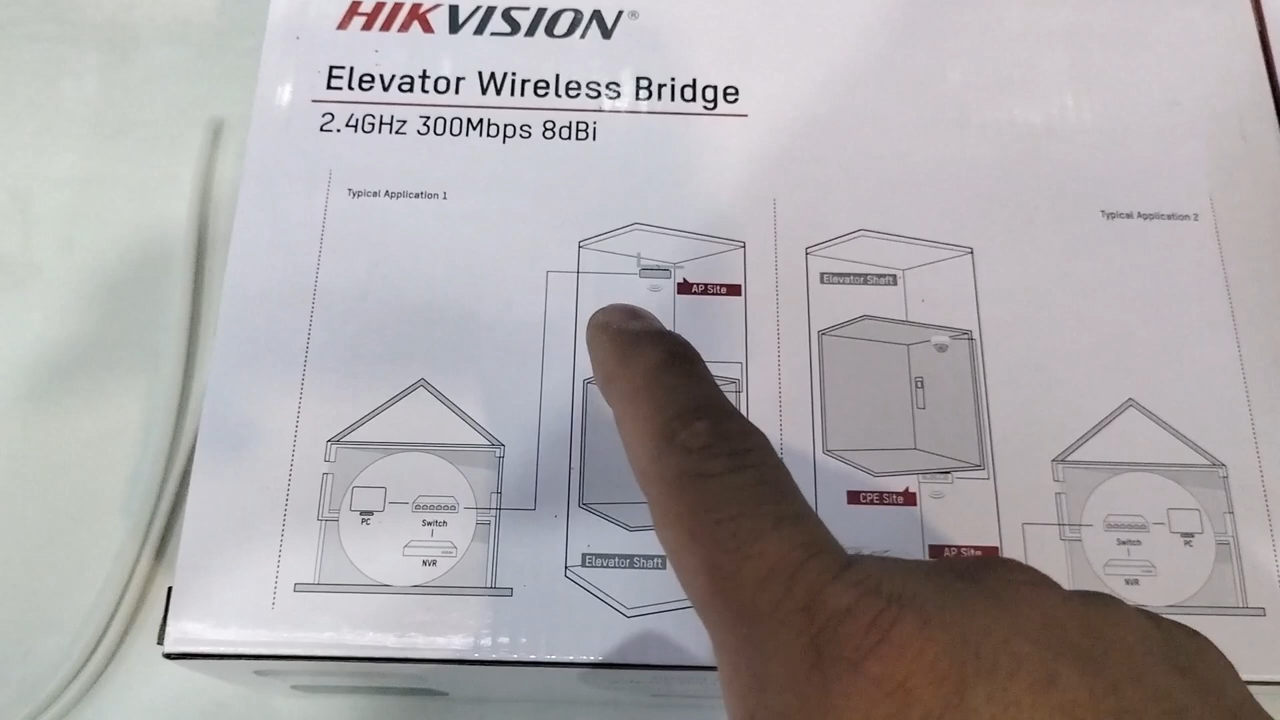 HIKVISION®
Elevator Wireless Bridge
2.4GHz 300Mbps 8dBi
Typical Application 1
Typical Application 2
AP Site
Elevator Shaft
CPE Site
AP Site
PC
Switch
NVR
Elevator Shaft
Switch
PC
NVR